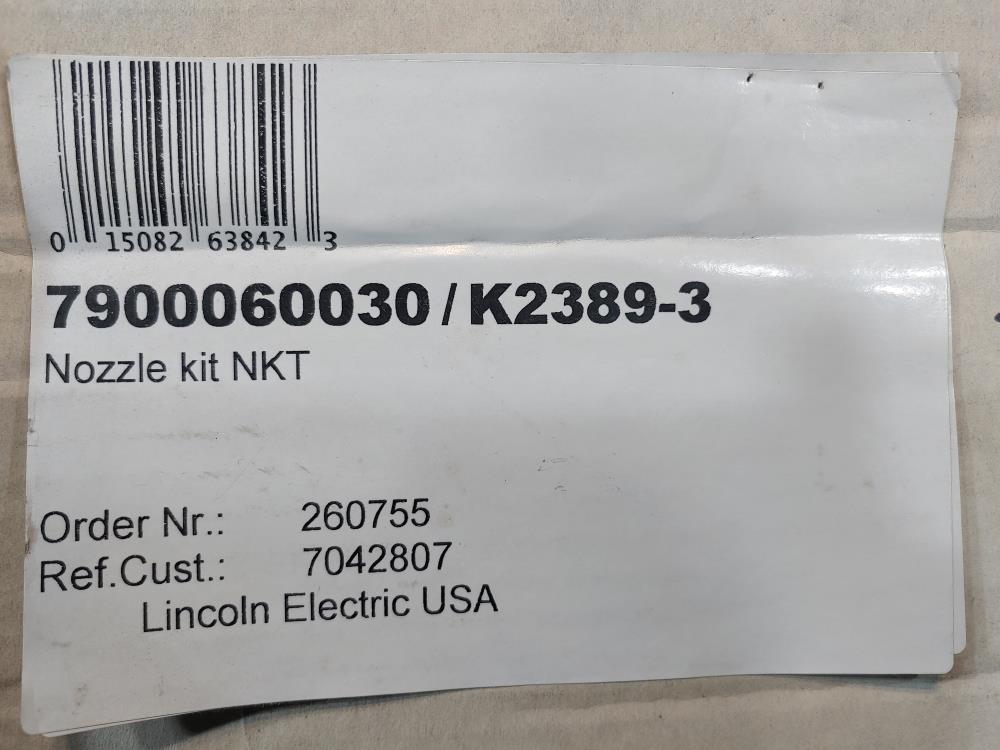 0 15082 63842 3
7900060030 / K2389-3
Nozzle kit NKT
Order Nr.: 260755
Ref.Cust.: 7042807
Lincoln Electric USA